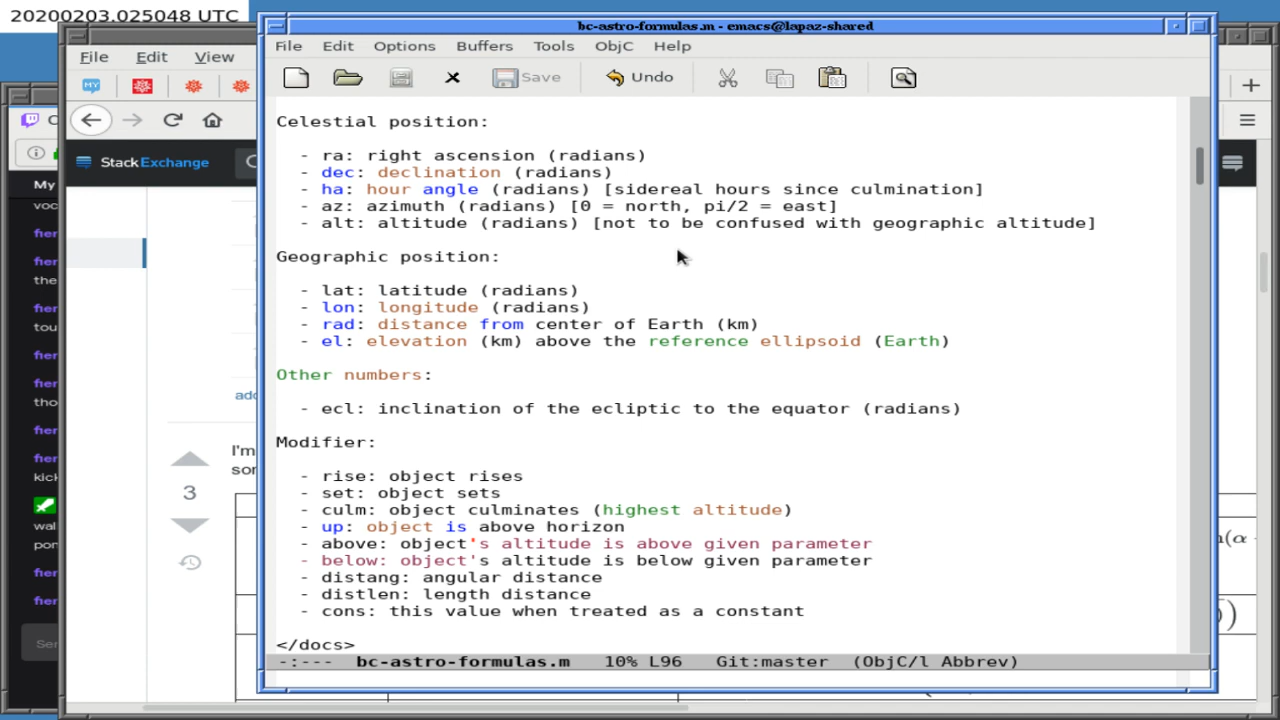 20200203.025048 UTC
bc-astro-formulas.m - emacs@lapaz-shared
File Edit Options Buffers Tools ObjC Help
Save Undo
Celestial position:
- ra: right ascension (radians)
- dec: declination (radians)
- ha: hour angle (radians) [sidereal hours since culmination]
- az: azimuth (radians) [0 = north, pi/2 = east]
- alt: altitude (radians) [not to be confused with geographic altitude]
Geographic position:
- lat: latitude (radians)
- lon: longitude (radians)
- rad: distance from center of Earth (km)
- el: elevation (km) above the reference ellipsoid (Earth)
Other numbers:
- ecl: inclination of the ecliptic to the equator (radians)
Modifier:
- rise: object rises
- set: object sets
- culm: object culminates (highest altitude)
- up: object is above horizon
- above: object's altitude is above given parameter
- below: object's altitude is below given parameter
- distang: angular distance
- distlen: length distance
- cons: this value when treated as a constant
</docs>
-:--- bc-astro-formulas.m 10% L96 Git:master (ObjC/l Abbrev)
File Edit View
MY
StackExchange
I'm
3
My
the